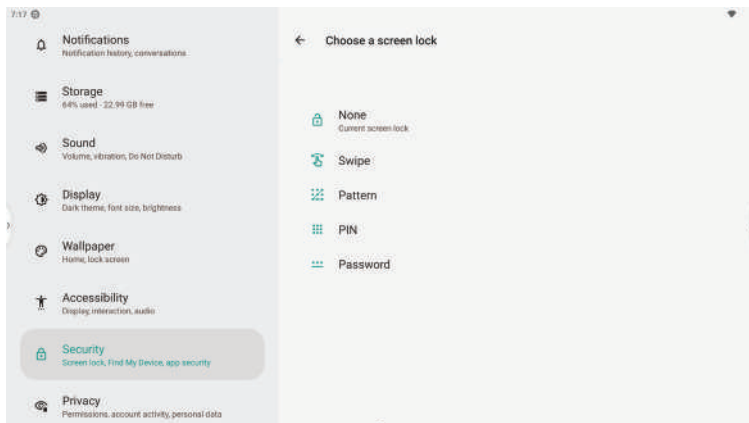 7:17
Notifications
Notification history, conversations
Storage
64% used - 22.99 GB free
Sound
Volume, vibration, Do Not Disturb
Display
Dark theme, font size, brightness
Wallpaper
Home, lock screen
Accessibility
Display, interaction, audio
Security
Screen lock, Find My Device, app security
Privacy
Permissions, account activity, personal data
Choose a screen lock
None
Current screen lock
Swipe
Pattern
PIN
Password